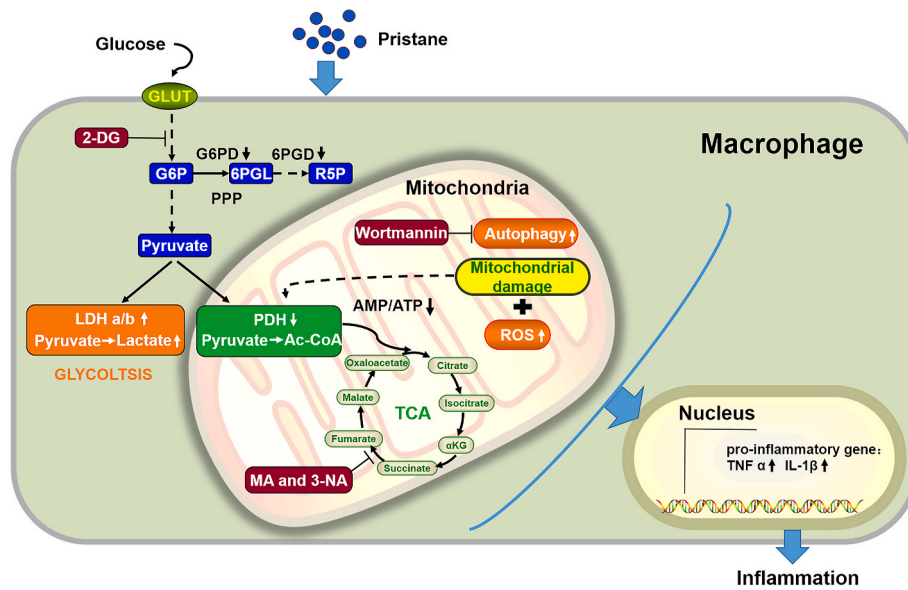 Glucose
Pristane
GLUT
2-DG
G6PD↓ 6PGD↓
G6P
6PGL
R5P
PPP
Macrophage
Mitochondria
Wortmannin
Autophagy↑
Pyruvate
Mitochondrial
damage
AMP/ATP↓
ROS↑
LDH a/b ↑
Pyruvate→Lactate↑
GLYCOLTSIS
PDH↓
Pyruvate→Ac-CoA
Oxaloacetate
Citrate
Isocitrate
αKG
Succinate
Fumarate
Malate
TCA
MA and 3-NA
Nucleus
pro-inflammatory gene:
TNF α↑ IL-1β↑
Inflammation